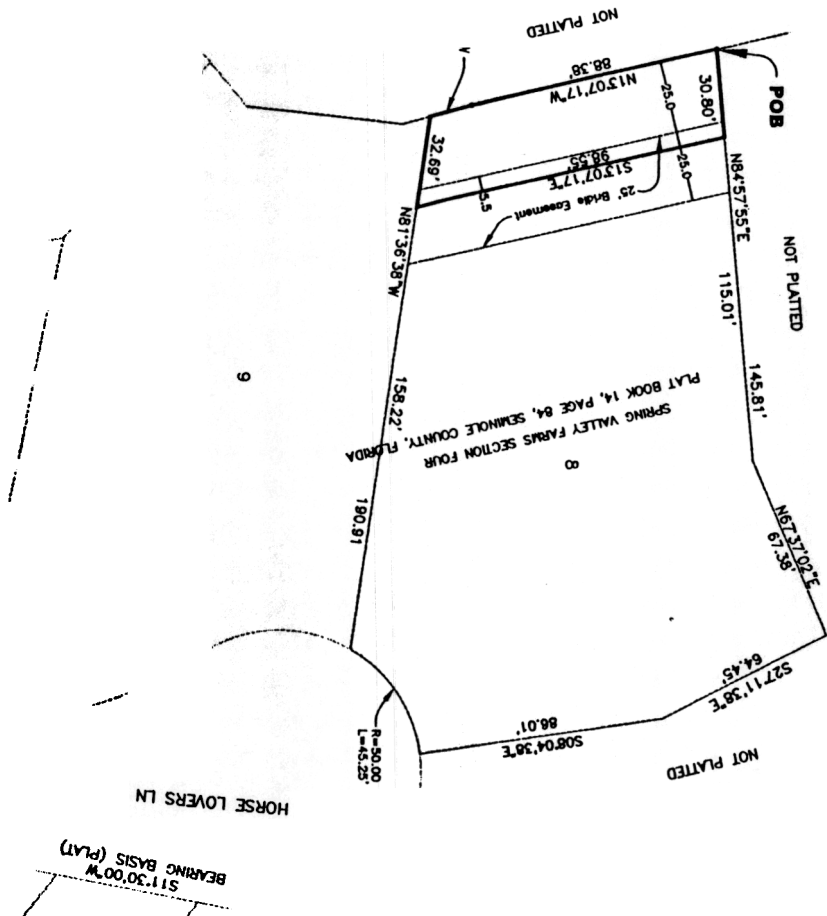 NOT PLATTED
V
88.38'
N13°07'17"W
POB
30.80'
25.0
25.0
32.69'
98.55'
S13°07'17"E
5.5
25' Bridle Easement
N84°57'55"E
NOT PLATTED
N81°36'38"W
115.01'
145.81'
9
158.22'
190.91
SPRING VALLEY FARMS SECTION FOUR
PLAT BOOK 14, PAGE 84, SEMINOLE COUNTY, FLORIDA
8
N67°37'02"E
67.38'
S27°11'38"E
64.45'
S08°04'38"E
86.01'
R=50.00
L=45.25'
NOT PLATTED
HORSE LOVERS LN
S11°30'00"W
BEARING BASIS (PLAT)